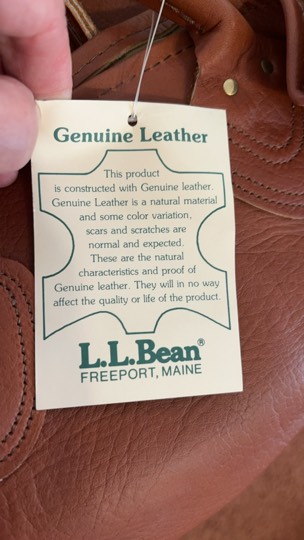 Genuine Leather
This product
is constructed with Genuine leather.
Genuine Leather is a natural material
and some color variation,
scars and scratches are
normal and expected.
These are the natural
characteristics and proof of
Genuine leather. They will in no way
affect the quality or life of the product.
L.L.Bean®
FREEPORT, MAINE